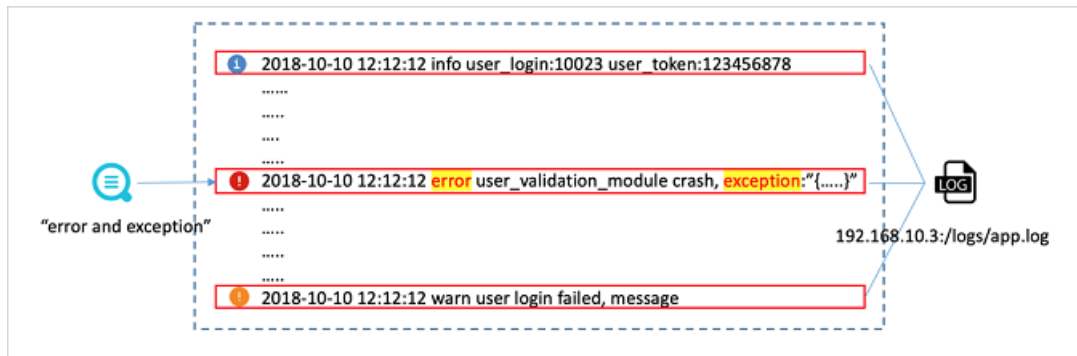 2018-10-10 12:12:12 info user_login:10023 user_token:123456878
......
.....
....
.....
2018-10-10 12:12:12 error user_validation_module crash, exception:”{.....}”
“error and exception”
.....
.....
.....
.....
LOG
192.168.10.3:/logs/app.log
2018-10-10 12:12:12 warn user login failed, message